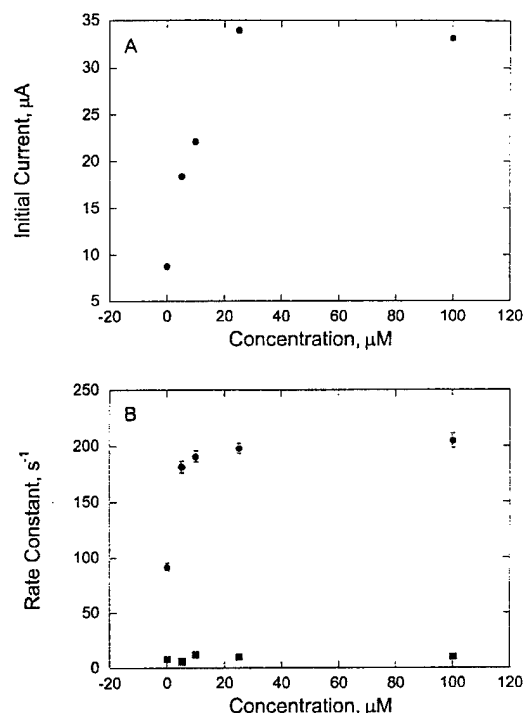 A
35
30
25
20
15
10
5
Initial Current, μA
-20 0 20 40 60 80 100 120
Concentration, μM
B
250
200
150
100
50
0
Rate Constant, s⁻¹
-20 0 20 40 60 80 100 120
Concentration, μM